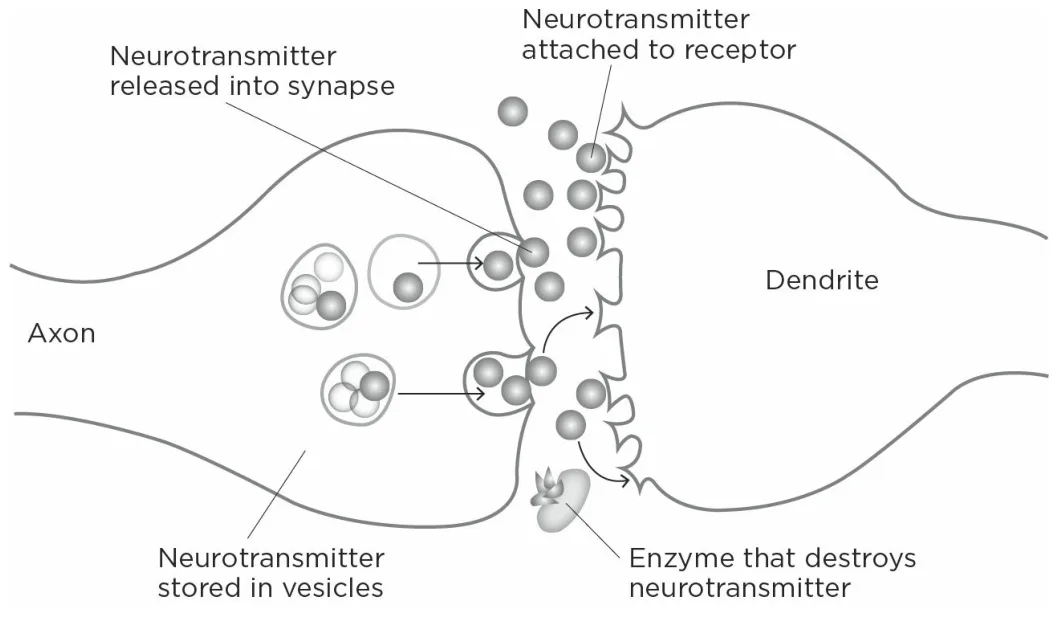 Neurotransmitter
attached to receptor
Neurotransmitter
released into synapse
Dendrite
Axon
Neurotransmitter
stored in vesicles
Enzyme that destroys
neurotransmitter